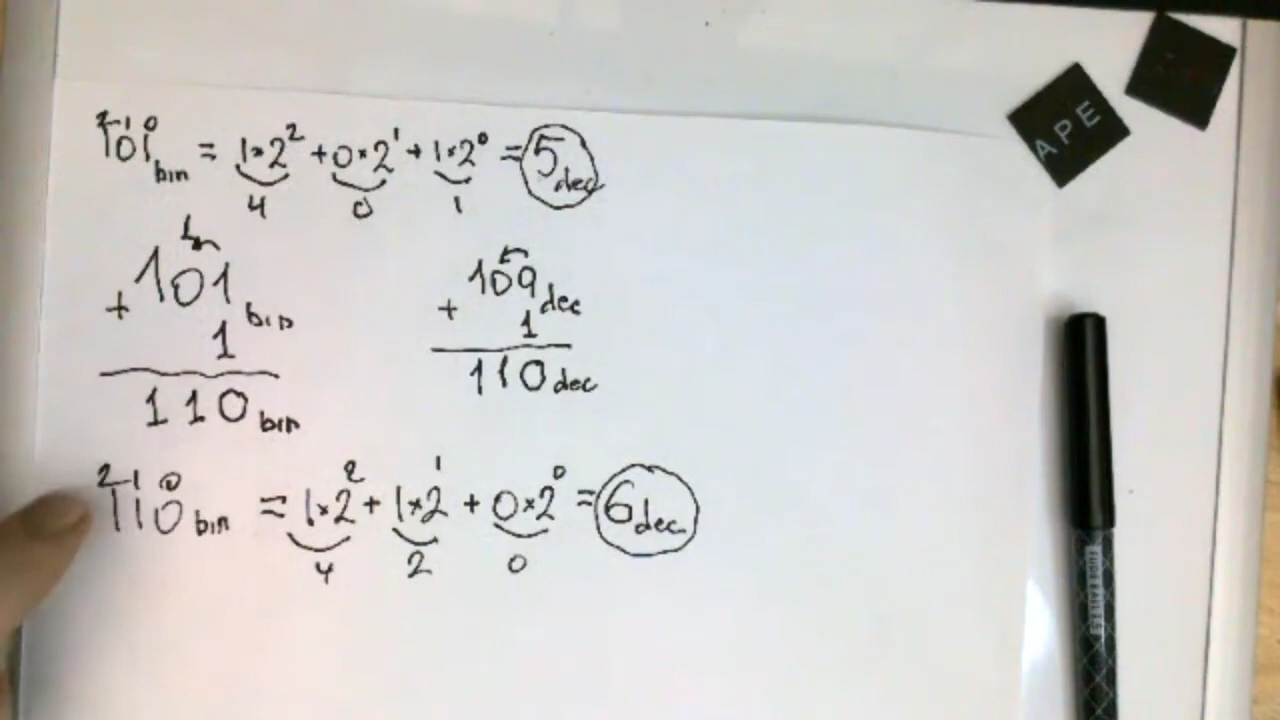 2 1 0
101bin = 1×2² + 0×2¹ + 1×2⁰ = 5dec
4 0 1
101bin
+ 1
110bin
109dec
+ 1
110dec
2 1 0
110bin = 1×2² + 1×2¹ + 0×2⁰ = 6dec
4 2 0
APE